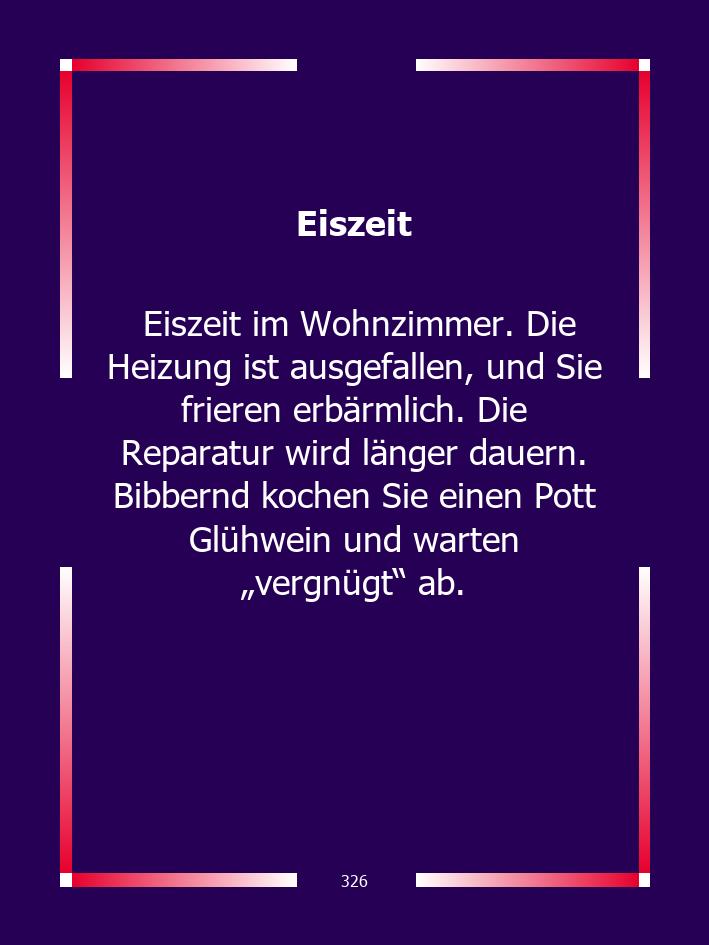 Eiszeit
Eiszeit im Wohnzimmer. Die
Heizung ist ausgefallen, und Sie
frieren erbärmlich. Die
Reparatur wird länger dauern.
Bibbernd kochen Sie einen Pott
Glühwein und warten
„vergnügt“ ab.
326